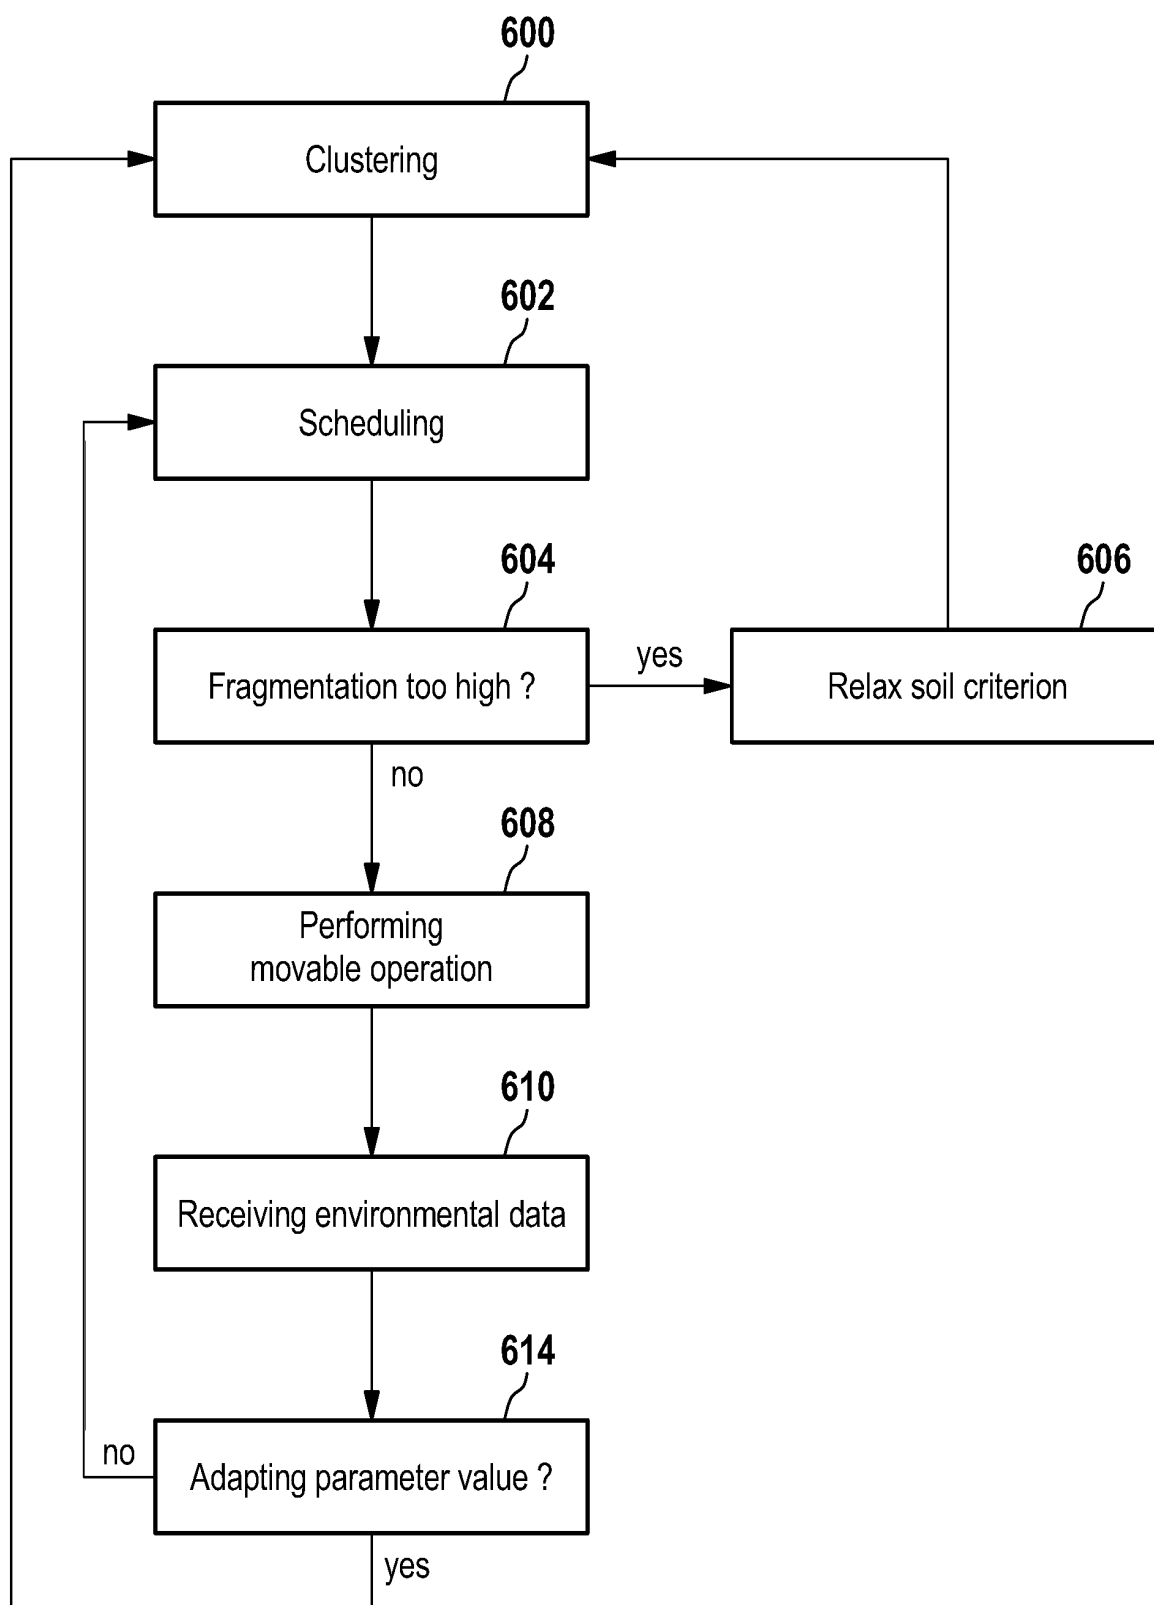 600
Clustering
602
Scheduling
604
606
Fragmentation too high ?
yes
Relax soil criterion
no
608
Performing
movable operation
610
Receiving environmental data
614
no
Adapting parameter value ?
yes